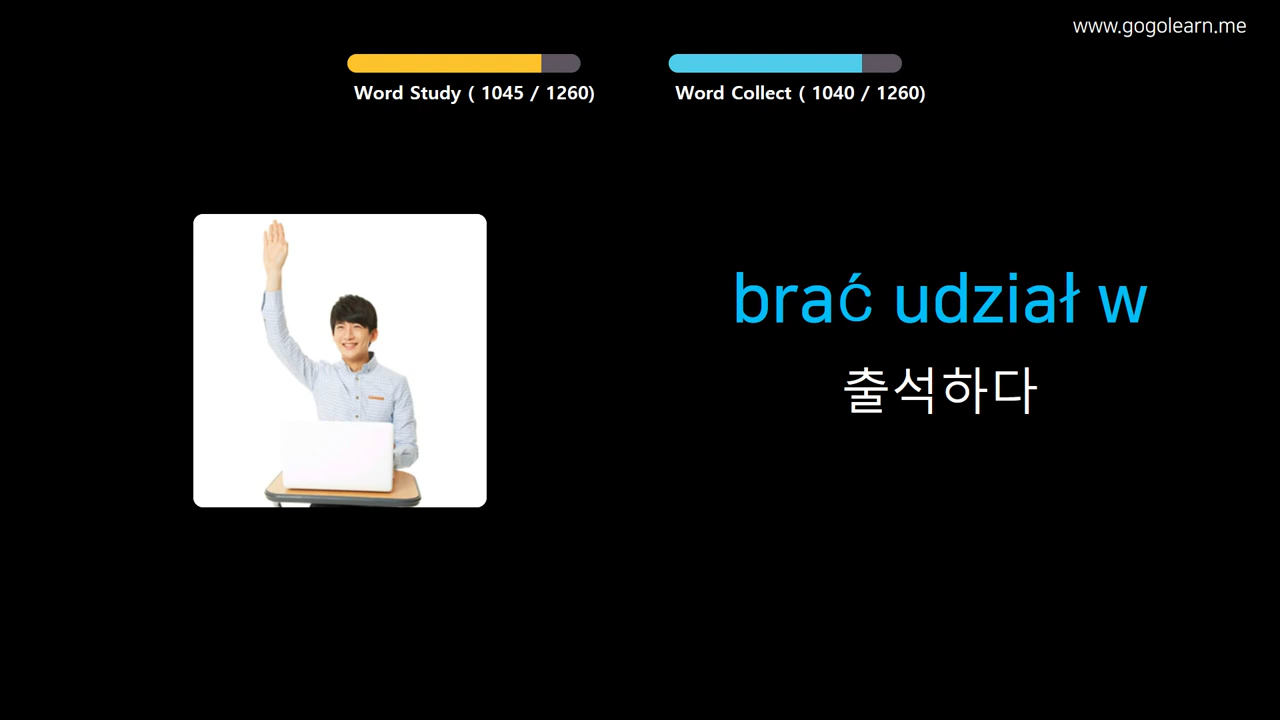 www.gogolearn.me
Word Study ( 1045 / 1260)
Word Collect ( 1040 / 1260)
brać udział w
출석하다